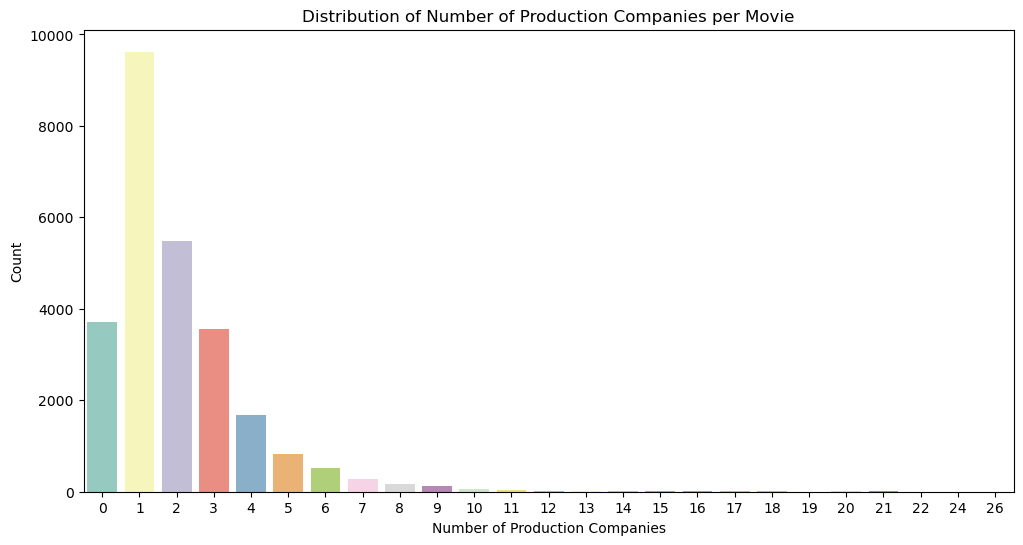 Distribution of Number of Production Companies per Movie
10000
8000
6000
4000
2000
0
Count
0 1 2 3 4 5 6 7 8 9 10 11 12 13 14 15 16 17 18 19 20 21 22 24 26
Number of Production Companies